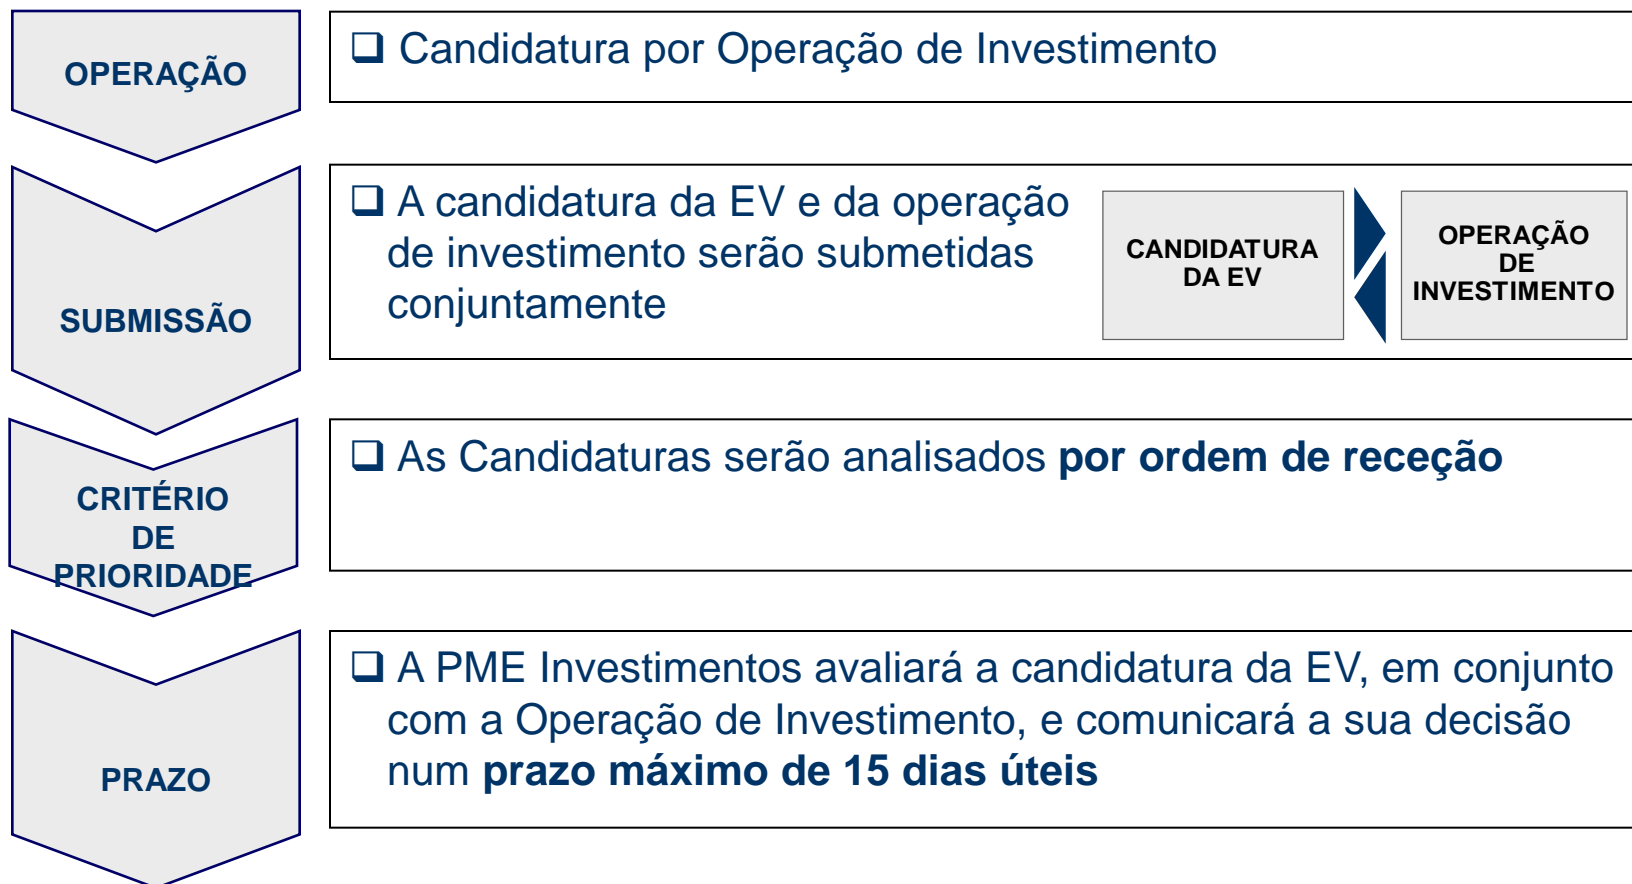 OPERAÇÃO
❑ Candidatura por Operação de Investimento
SUBMISSÃO
❑ A candidatura da EV e da operação
de investimento serão submetidas
conjuntamente
CANDIDATURA
DA EV
OPERAÇÃO
DE
INVESTIMENTO
CRITÉRIO
DE
PRIORIDADE
❑ As Candidaturas serão analisados por ordem de receção
PRAZO
❑ A PME Investimentos avaliará a candidatura da EV, em conjunto
com a Operação de Investimento, e comunicará a sua decisão
num prazo máximo de 15 dias úteis